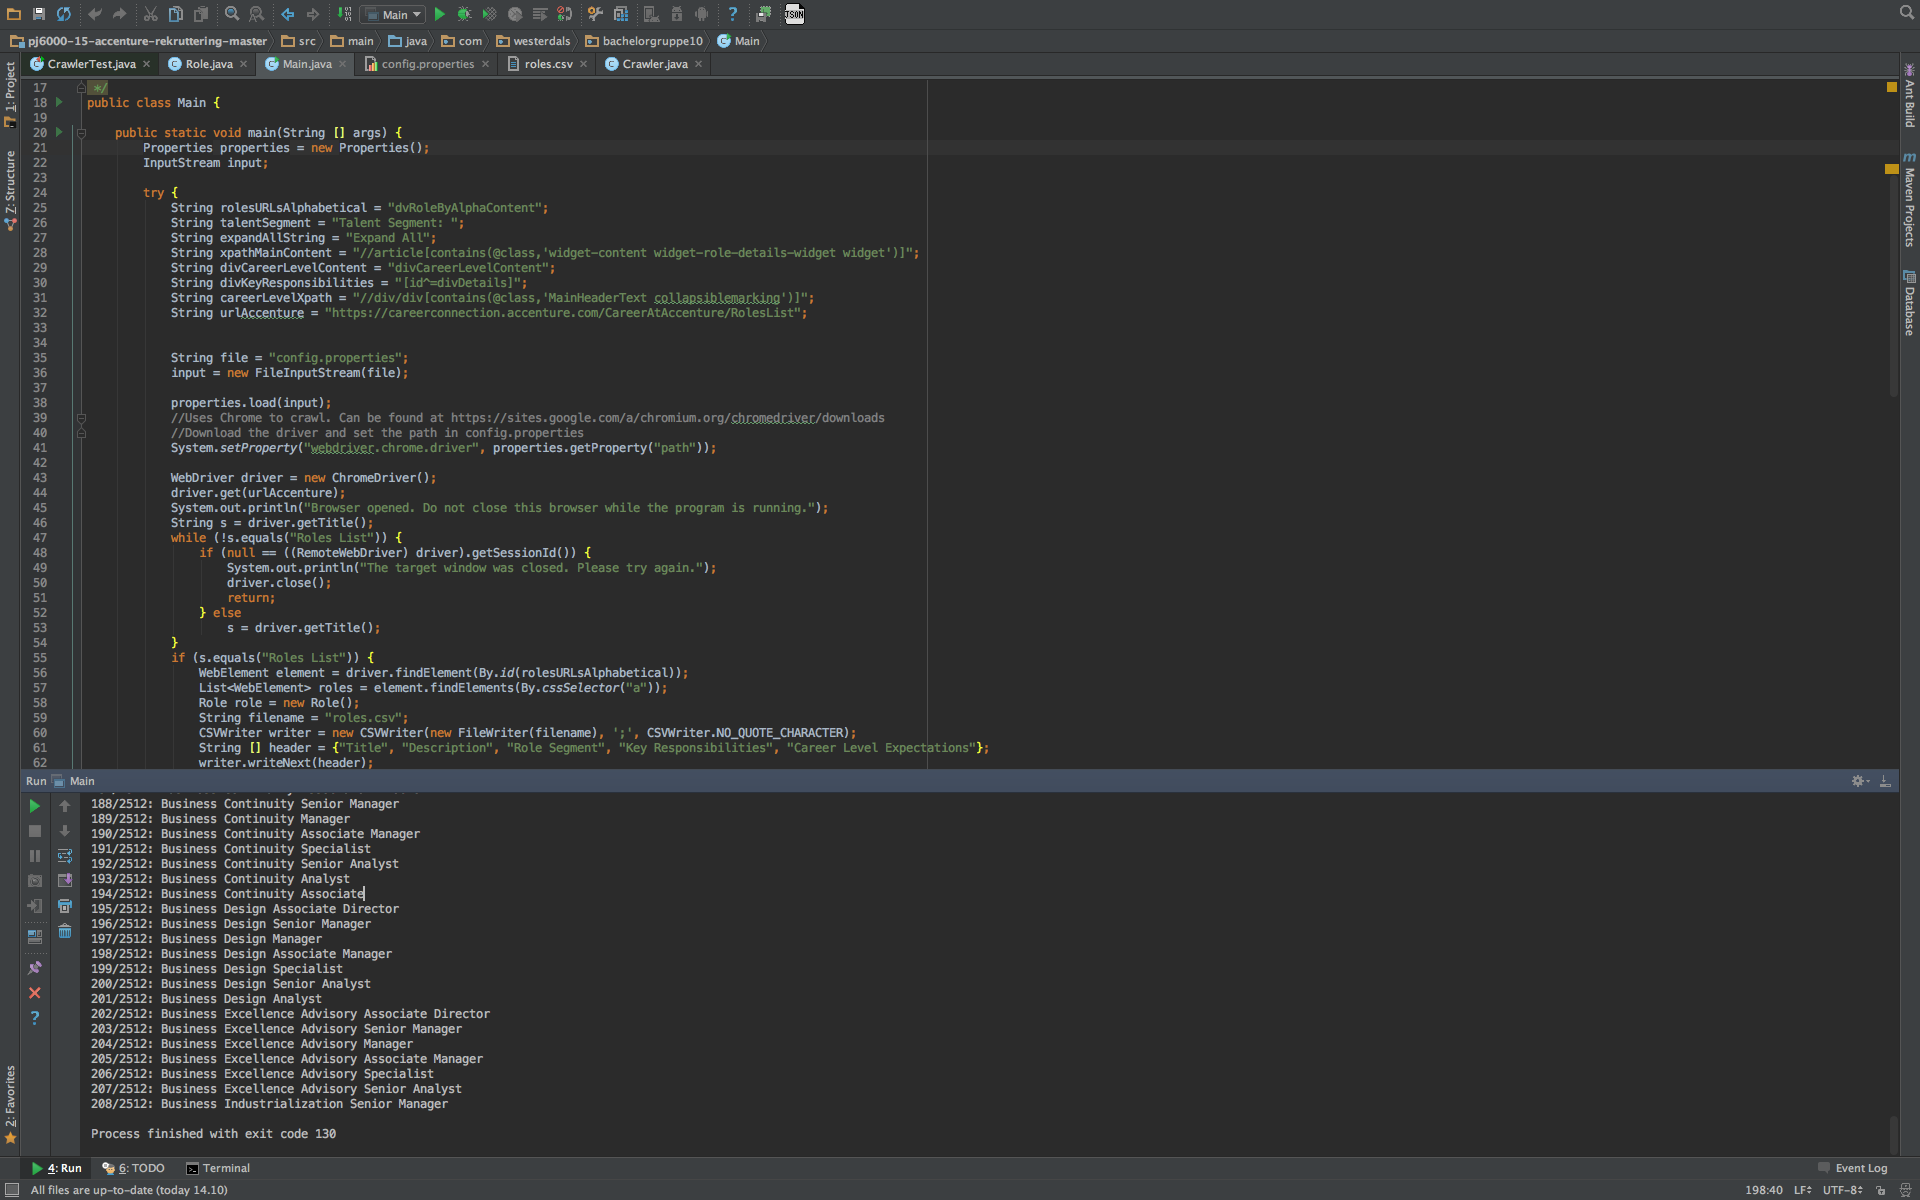 Main
JSON
pj6000-15-accenture-rekruttering-master src main java com westerdals bachelorgruppe10 Main
CrawlerTest.java Role.java Main.java config.properties roles.csv Crawler.java
1: Project
Z: Structure
2: Favorites
Ant Build
Maven Projects
Database
17 */
18 public class Main {
19
20 public static void main(String [] args) {
21 Properties properties = new Properties();
22 InputStream input;
23
24 try {
25 String rolesURLsAlphabetical = "dvRoleByAlphaContent";
26 String talentSegment = "Talent Segment: ";
27 String expandAllString = "Expand All";
28 String xpathMainContent = "//article[contains(@class,'widget-content widget-role-details-widget widget')]";
29 String divCareerLevelContent = "divCareerLevelContent";
30 String divKeyResponsibilities = "[id^=divDetails]";
31 String careerLevelXpath = "//div/div[contains(@class,'MainHeaderText collapsiblemarking')]";
32 String urlAccenture = "https://careerconnection.accenture.com/CareerAtAccenture/RolesList";
33
34
35 String file = "config.properties";
36 input = new FileInputStream(file);
37
38 properties.load(input);
39 //Uses Chrome to crawl. Can be found at https://sites.google.com/a/chromium.org/chromedriver/downloads
40 //Download the driver and set the path in config.properties
41 System.setProperty("webdriver.chrome.driver", properties.getProperty("path"));
42
43 WebDriver driver = new ChromeDriver();
44 driver.get(urlAccenture);
45 System.out.println("Browser opened. Do not close this browser while the program is running.");
46 String s = driver.getTitle();
47 while (!s.equals("Roles List")) {
48 if (null == ((RemoteWebDriver) driver).getSessionId()) {
49 System.out.println("The target window was closed. Please try again.");
50 driver.close();
51 return;
52 } else
53 s = driver.getTitle();
54 }
55 if (s.equals("Roles List")) {
56 WebElement element = driver.findElement(By.id(rolesURLsAlphabetical));
57 List<WebElement> roles = element.findElements(By.cssSelector("a"));
58 Role role = new Role();
59 String filename = "roles.csv";
60 CSVWriter writer = new CSVWriter(new FileWriter(filename), ';', CSVWriter.NO_QUOTE_CHARACTER);
61 String [] header = {"Title", "Description", "Role Segment", "Key Responsibilities", "Career Level Expectations"};
62 writer.writeNext(header);
Run Main
188/2512: Business Continuity Senior Manager
189/2512: Business Continuity Manager
190/2512: Business Continuity Associate Manager
191/2512: Business Continuity Specialist
192/2512: Business Continuity Senior Analyst
193/2512: Business Continuity Analyst
194/2512: Business Continuity Associate
195/2512: Business Design Associate Director
196/2512: Business Design Senior Manager
197/2512: Business Design Manager
198/2512: Business Design Associate Manager
199/2512: Business Design Specialist
200/2512: Business Design Senior Analyst
201/2512: Business Design Analyst
202/2512: Business Excellence Advisory Associate Director
203/2512: Business Excellence Advisory Senior Manager
204/2512: Business Excellence Advisory Manager
205/2512: Business Excellence Advisory Associate Manager
206/2512: Business Excellence Advisory Specialist
207/2512: Business Excellence Advisory Senior Analyst
208/2512: Business Industrialization Senior Manager
Process finished with exit code 130
4: Run 6: TODO Terminal Event Log
All files are up-to-date (today 14.10) 198:40 LF UTF-8